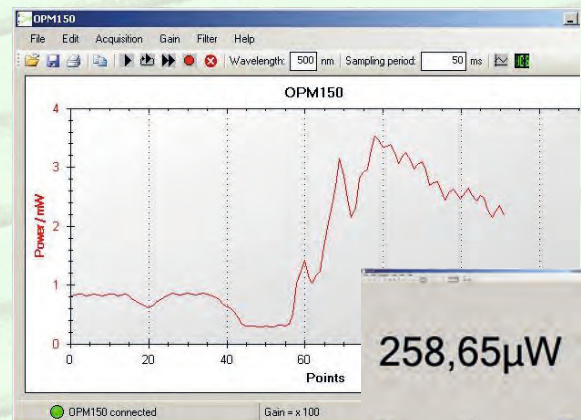 OPM150
File Edit Acquisition Gain Filter Help
Wavelength: 500 nm Sampling period: 50 ms
OPM150
4
3
2
1
0
Power / mW
0 20 40 60
Points
258,65µW
OPM150 connected Gain = x 100